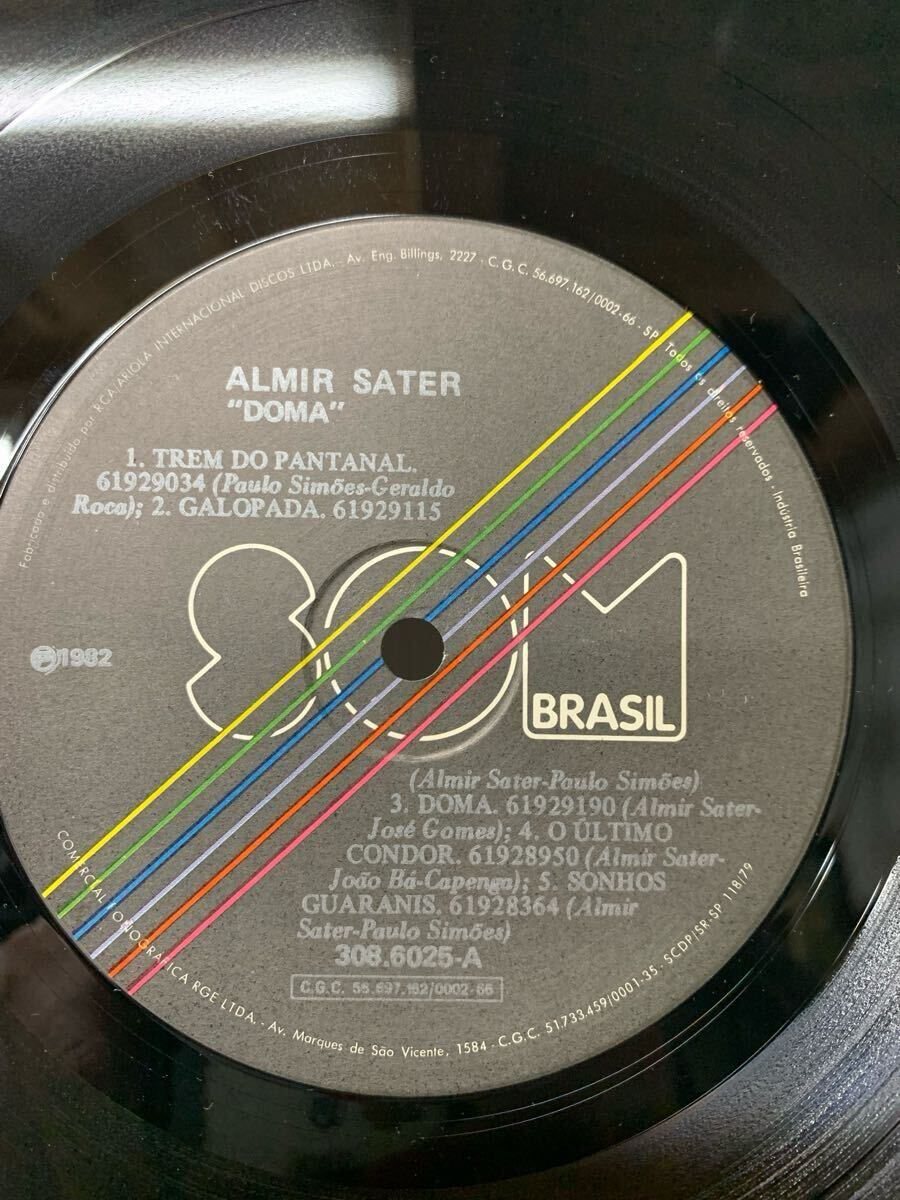 Fabricado e distribuído por RCA ARIOLA INTERNACIONAL DISCOS LTDA. - Av. Eng. Billings, 2227 - C.G.C. 56.697.162/0002-66 - SP. Todos os direitos reservados - Indústria Brasileira
ALMIR SATER
"DOMA"
1. TREM DO PANTANAL.
61929034 (Paulo Simões-Geraldo
Roca); 2. GALOPADA. 61929115
SOM
BRASIL
1982
(Almir Sater-Paulo Simões)
3. DOMA. 61929190 (Almir Sater-
José Gomes); 4. O ÚLTIMO
CONDOR. 61928950 (Almir Sater-
João Bá-Capenga); 5. SONHOS
GUARANIS. 61928364 (Almir
Sater-Paulo Simões)
308.6025-A
C.G.C. 56.697.162/0002-66
COMERCIAL FONOGRÁFICA RGE LTDA. - Av. Marques de São Vicente, 1584 - C.G.C. 51.733.459/0001-35 - SCDP/SR.SP 118/79